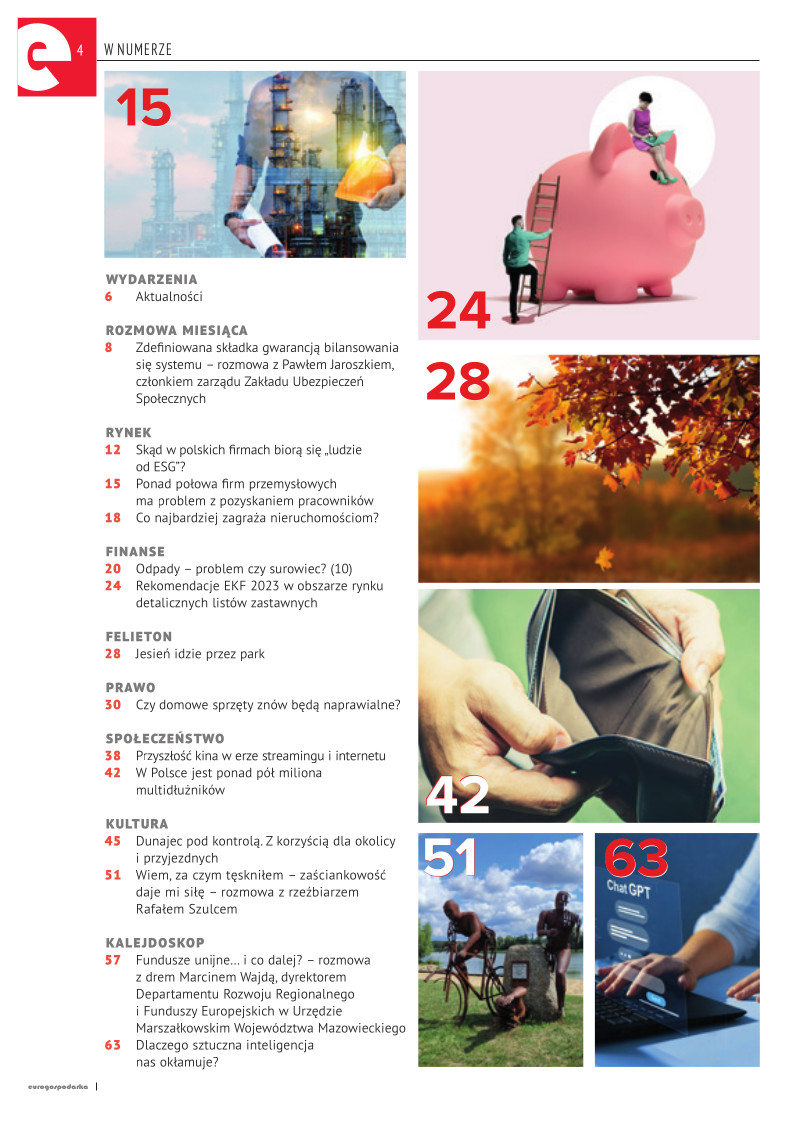 e
4
W NUMERZE
15
WYDARZENIA
6 Aktualności
ROZMOWA MIESIĄCA
8 Zdefiniowana składka gwarancją bilansowania
się systemu – rozmowa z Pawłem Jaroszkiem,
członkiem zarządu Zakładu Ubezpieczeń
Społecznych
RYNEK
12 Skąd w polskich firmach biorą się „ludzie
od ESG”?
15 Ponad połowa firm przemysłowych
ma problem z pozyskaniem pracowników
18 Co najbardziej zagraża nieruchomościom?
FINANSE
20 Odpady – problem czy surowiec? (10)
24 Rekomendacje EKF 2023 w obszarze rynku
detalicznych listów zastawnych
FELIETON
28 Jesień idzie przez park
PRAWO
30 Czy domowe sprzęty znów będą naprawialne?
SPOŁECZEŃSTWO
38 Przyszłość kina w erze streamingu i internetu
42 W Polsce jest ponad pół miliona
multidłużników
KULTURA
45 Dunajec pod kontrolą. Z korzyścią dla okolicy
i przyjezdnych
51 Wiem, za czym tęskniłem – zaściankowość
daje mi siłę – rozmowa z rzeźbiarzem
Rafałem Szulcem
KALEJDOSKOP
57 Fundusze unijne... i co dalej? – rozmowa
z drem Marcinem Wajdą, dyrektorem
Departamentu Rozwoju Regionalnego
i Funduszy Europejskich w Urzędzie
Marszałkowskim Województwa Mazowieckiego
63 Dlaczego sztuczna inteligencja
nas okłamuje?
24
28
42
51
63
Chat GPT
eurogospodarka